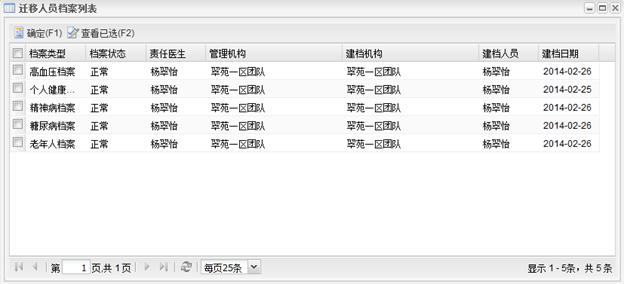 迁移人员档案列表
确定(F1) 查看已选(F2)
档案类型 档案状态 责任医生 管理机构 建档机构 建档人员 建档日期
高血压档案 正常 杨翠怡 翠苑一区团队 翠苑一区团队 杨翠怡 2014-02-26
个人健康... 正常 杨翠怡 翠苑一区团队 翠苑一区团队 杨翠怡 2014-02-25
精神病档案 正常 杨翠怡 翠苑一区团队 翠苑一区团队 杨翠怡 2014-02-26
糖尿病档案 正常 杨翠怡 翠苑一区团队 翠苑一区团队 杨翠怡 2014-02-26
老年人档案 正常 杨翠怡 翠苑一区团队 翠苑一区团队 杨翠怡 2014-02-26
第 1 页,共 1 页 每页25条 显示 1 - 5条，共 5 条